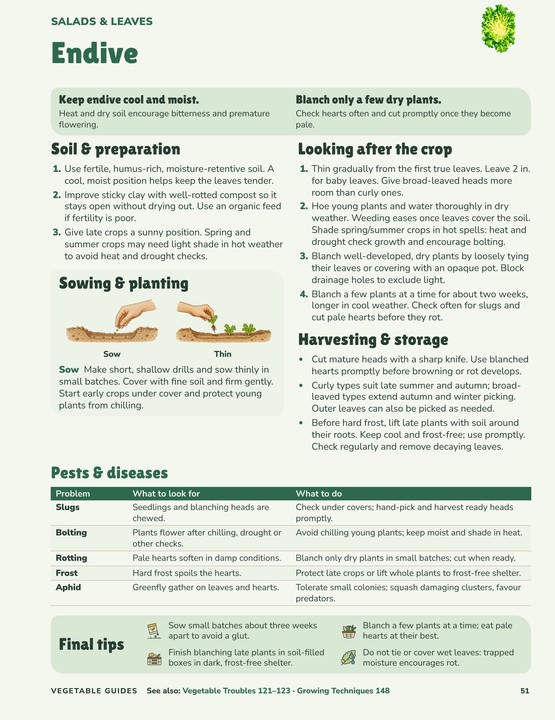 SALADS & LEAVES
Endive
Keep endive cool and moist.
Heat and dry soil encourage bitterness and premature
flowering.
Blanch only a few dry plants.
Check hearts often and cut promptly once they become
pale.
Soil & preparation
1. Use fertile, humus-rich, moisture-retentive soil. A
cool, moist position helps keep the leaves tender.
2. Improve sticky clay with well-rotted compost so it
stays open without drying out. Use an organic feed
if fertility is poor.
3. Give late crops a sunny position. Spring and
summer crops may need light shade in hot weather
to avoid heat and drought checks.
Sowing & planting
Sow
Thin
Sow Make short, shallow drills and sow thinly in
small batches. Cover with fine soil and firm gently.
Start early crops under cover and protect young
plants from chilling.
Looking after the crop
1. Thin gradually from the first true leaves. Leave 2 in.
for baby leaves. Give broad-leaved heads more
room than curly ones.
2. Hoe young plants and water thoroughly in dry
weather. Weeding eases once leaves cover the soil.
Shade spring/summer crops in hot spells: heat and
drought check growth and encourage bolting.
3. Blanch well-developed, dry plants by loosely tying
their leaves or covering with an opaque pot. Block
drainage holes to exclude light.
4. Blanch a few plants at a time for about two weeks,
longer in cool weather. Check often for slugs and
cut pale hearts before they rot.
Harvesting & storage
• Cut mature heads with a sharp knife. Use blanched
hearts promptly before browning or rot develops.
• Curly types suit late summer and autumn; broad-
leaved types extend autumn and winter picking.
Outer leaves can also be picked as needed.
• Before hard frost, lift late plants with soil around
their roots. Keep cool and frost-free; use promptly.
Check regularly and remove decaying leaves.
Pests & diseases
Problem What to look for What to do
Slugs Seedlings and blanching heads are
chewed.
Check under covers; hand-pick and harvest ready heads
promptly.
Bolting Plants flower after chilling, drought or
other checks.
Avoid chilling young plants; keep moist and shade in heat.
Rotting Pale hearts soften in damp conditions. Blanch only dry plants in small batches; cut when ready.
Frost Hard frost spoils the hearts. Protect late crops or lift whole plants to frost-free shelter.
Aphid Greenfly gather on leaves and hearts. Tolerate small colonies; squash damaging clusters, favour
predators.
Final tips
Sow small batches about three weeks
apart to avoid a glut.
Finish blanching late plants in soil-filled
boxes in dark, frost-free shelter.
Blanch a few plants at a time; eat pale
hearts at their best.
Do not tie or cover wet leaves: trapped
moisture encourages rot.
VEGETABLE GUIDES See also: Vegetable Troubles 121–123 · Growing Techniques 148 51